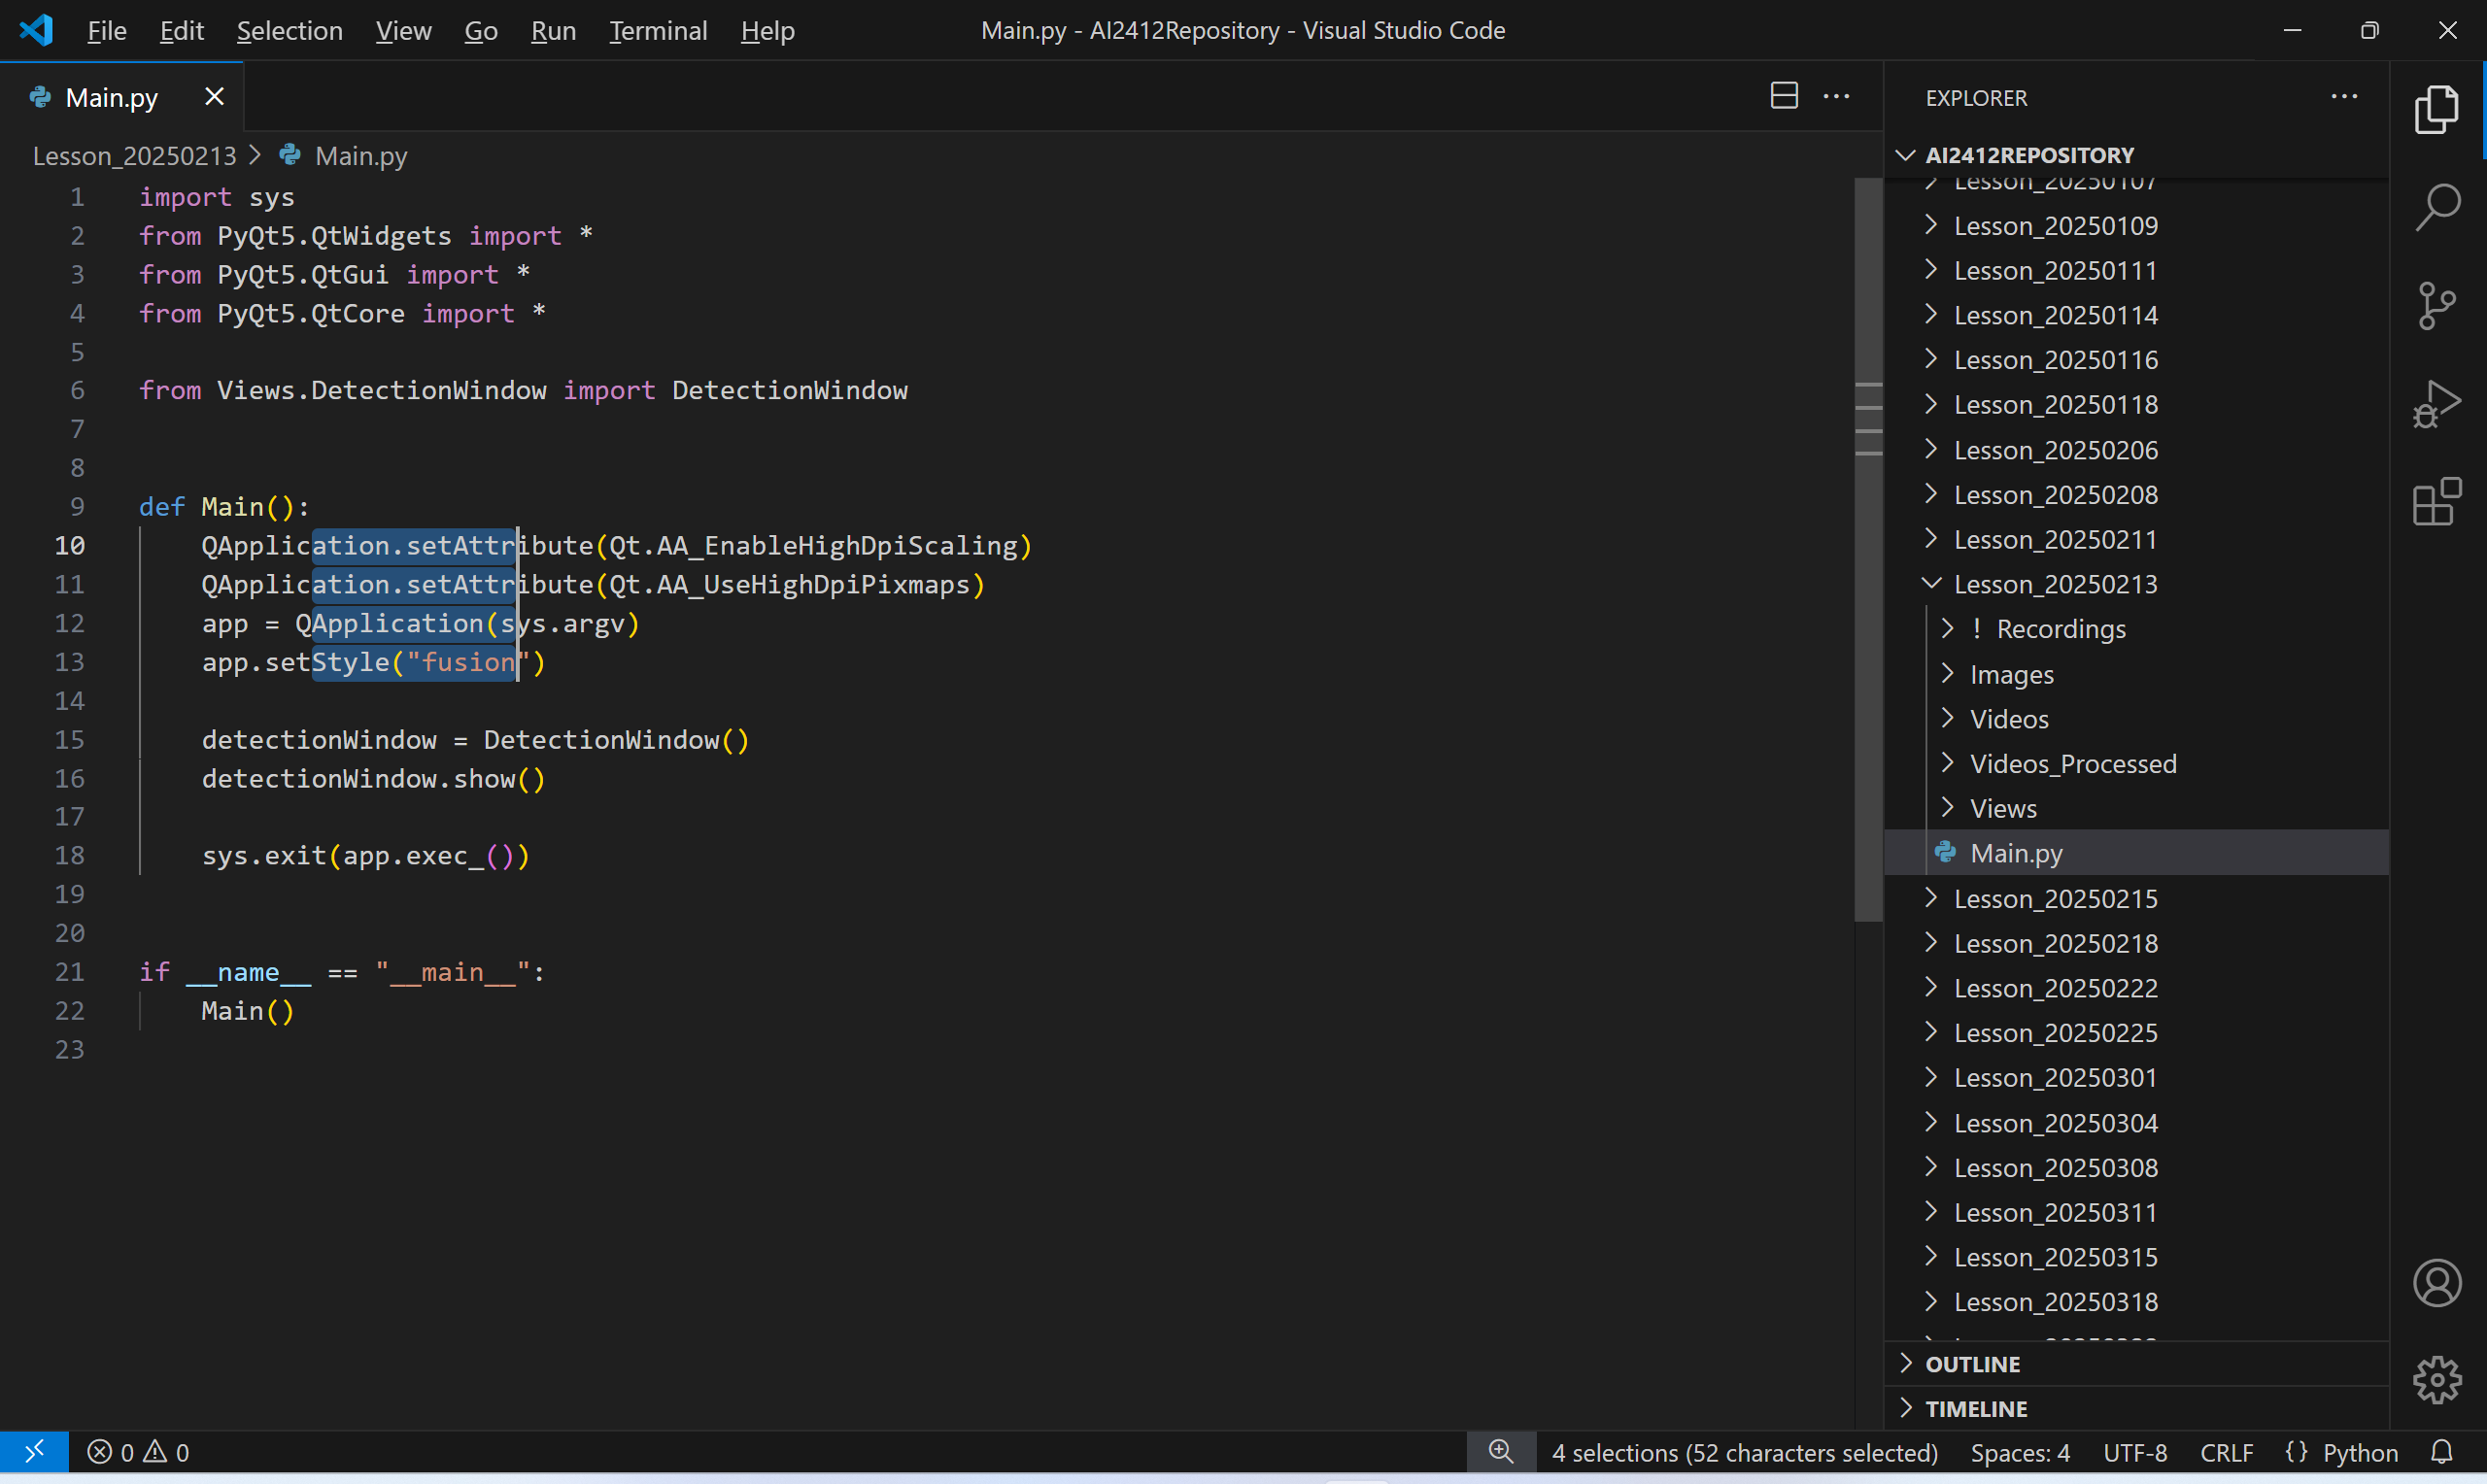 File Edit Selection View Go Run Terminal Help
Main.py - AI2412Repository - Visual Studio Code
Main.py
Lesson_20250213 > Main.py
1 import sys
2 from PyQt5.QtWidgets import *
3 from PyQt5.QtGui import *
4 from PyQt5.QtCore import *
5
6 from Views.DetectionWindow import DetectionWindow
7
8
9 def Main():
10     QApplication.setAttribute(Qt.AA_EnableHighDpiScaling)
11     QApplication.setAttribute(Qt.AA_UseHighDpiPixmaps)
12     app = QApplication(sys.argv)
13     app.setStyle("fusion")
14
15     detectionWindow = DetectionWindow()
16     detectionWindow.show()
17
18     sys.exit(app.exec_())
19
20
21 if __name__ == "__main__":
22     Main()
23
EXPLORER
AI2412REPOSITORY
Lesson_20250107
Lesson_20250109
Lesson_20250111
Lesson_20250114
Lesson_20250116
Lesson_20250118
Lesson_20250206
Lesson_20250208
Lesson_20250211
Lesson_20250213
! Recordings
Images
Videos
Videos_Processed
Views
Main.py
Lesson_20250215
Lesson_20250218
Lesson_20250222
Lesson_20250225
Lesson_20250301
Lesson_20250304
Lesson_20250308
Lesson_20250311
Lesson_20250315
Lesson_20250318
OUTLINE
TIMELINE
0 0
4 selections (52 characters selected) Spaces: 4 UTF-8 CRLF {} Python